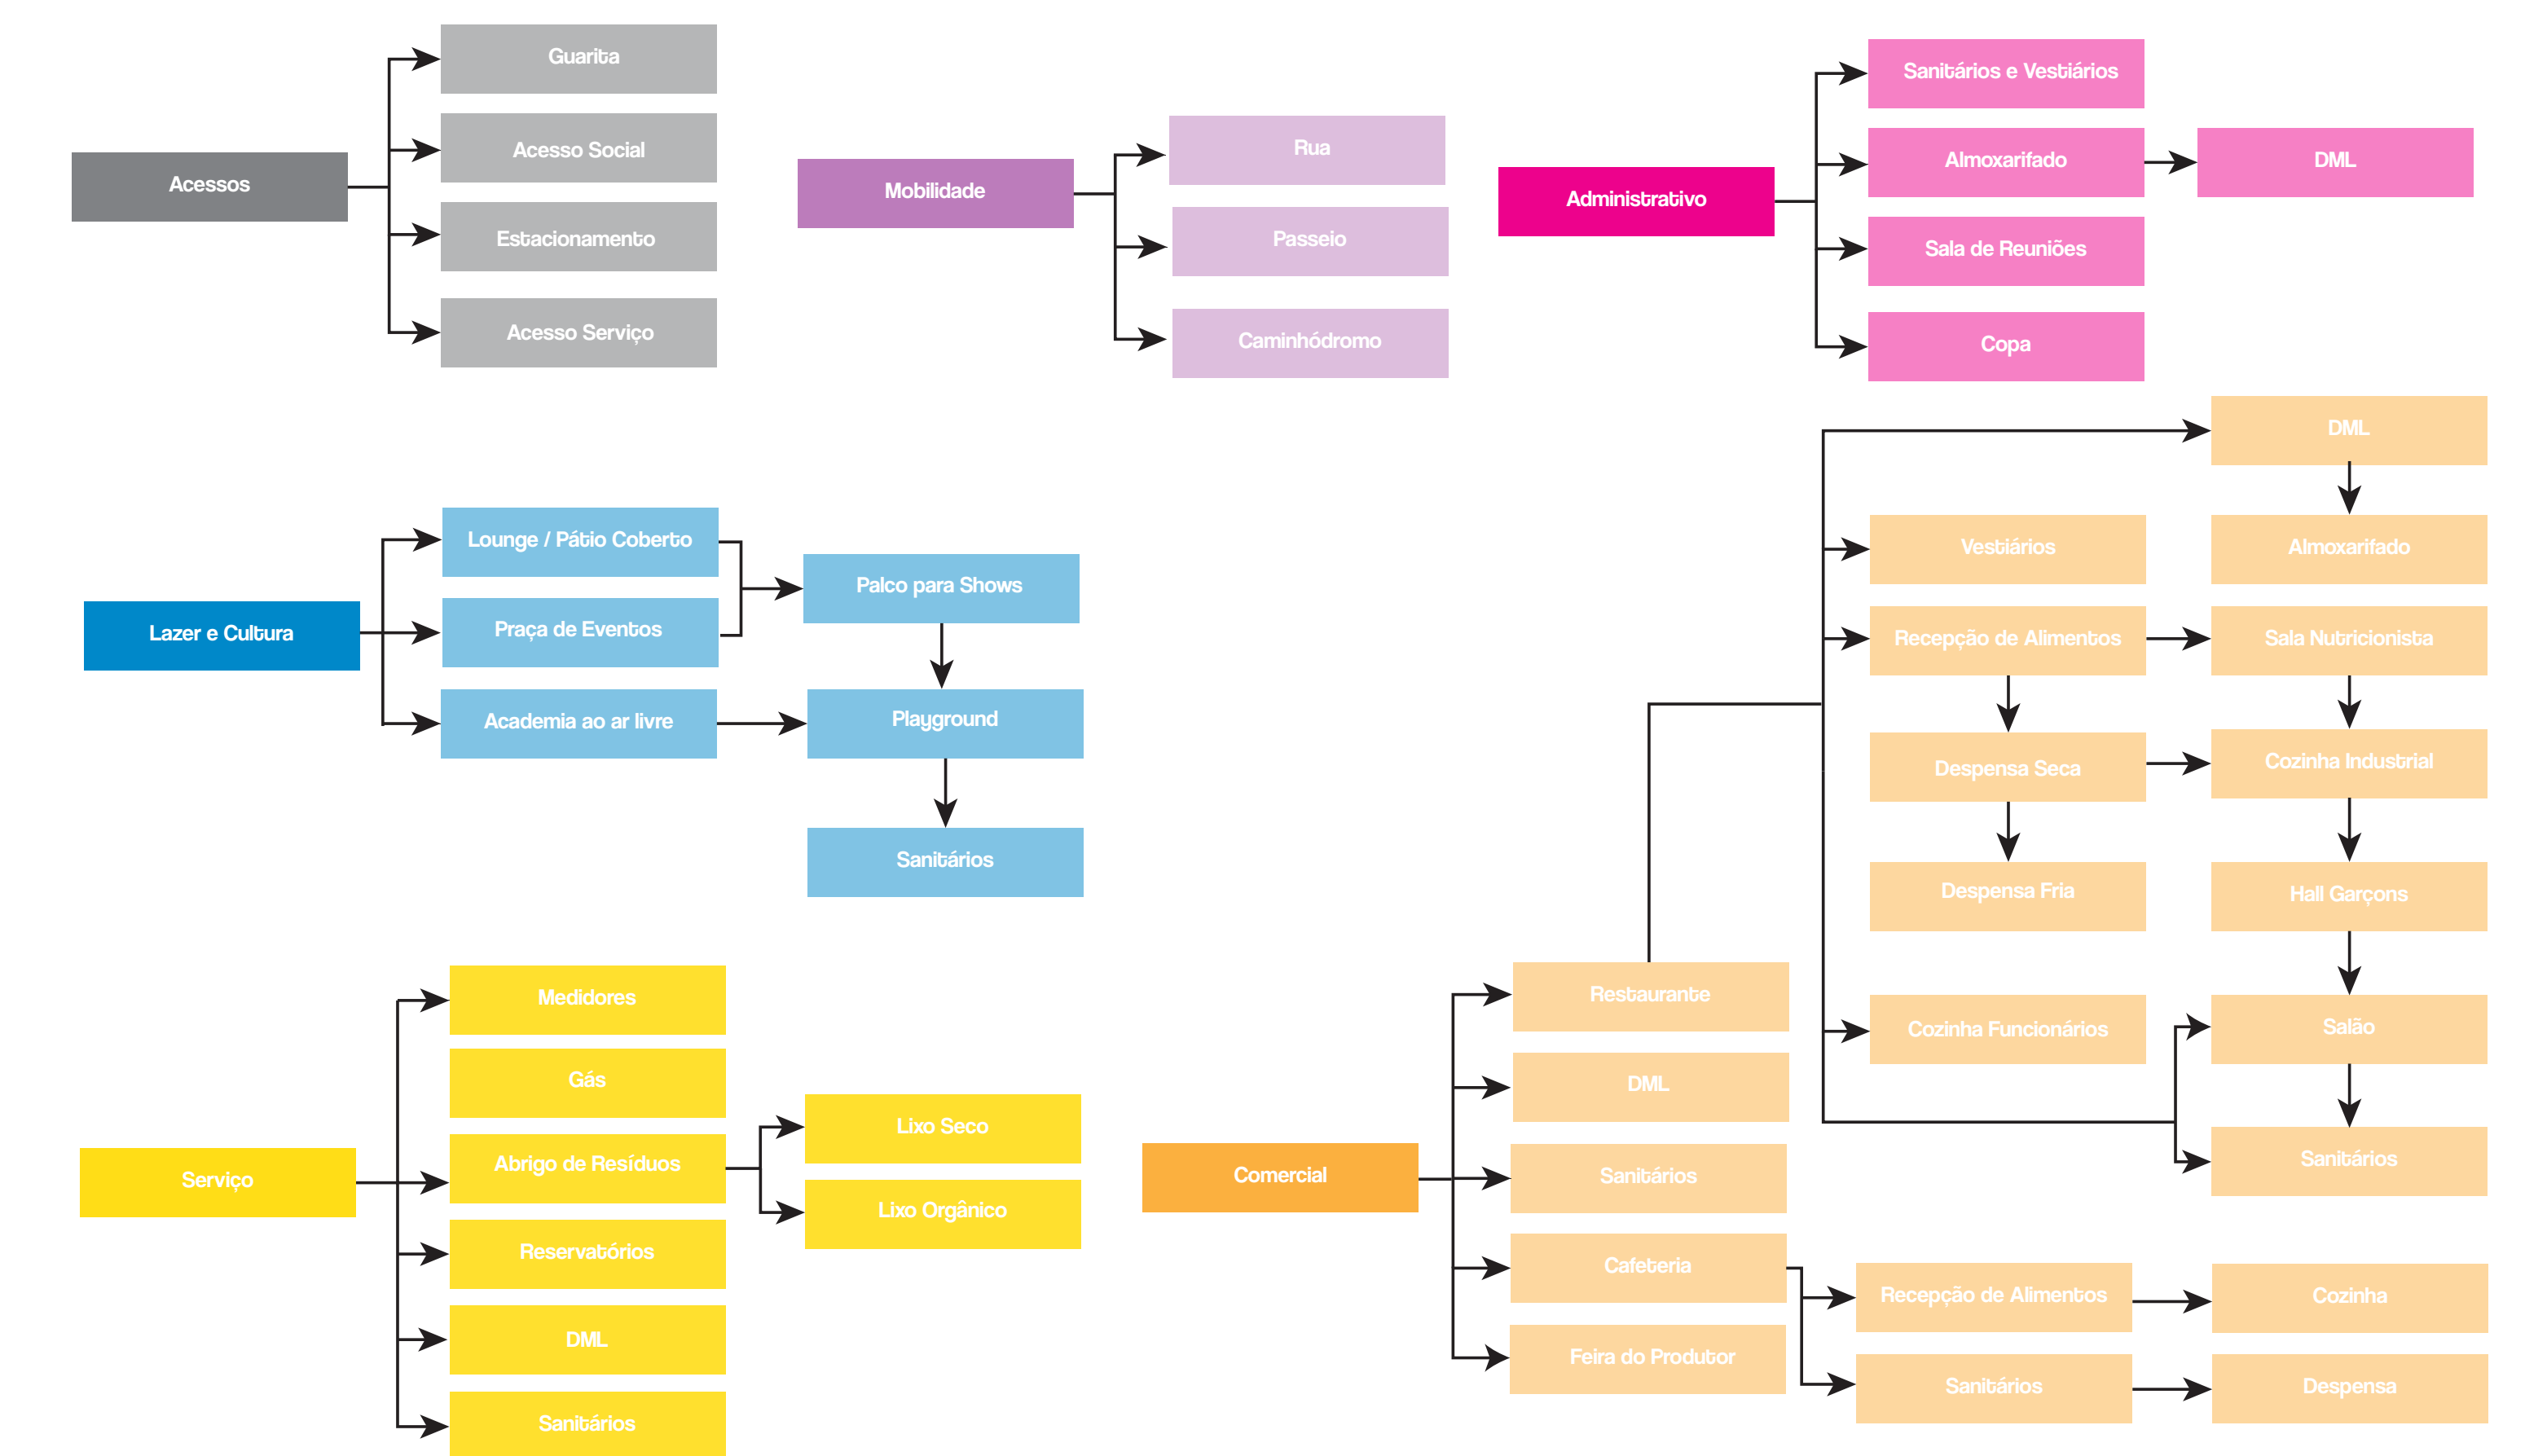 Acessos
Guarita
Acesso Social
Estacionamento
Acesso Serviço
Mobilidade
Rua
Passeio
Caminhódromo
Administrativo
Sanitários e Vestiários
Almoxarifado
DML
Sala de Reuniões
Copa
Lazer e Cultura
Lounge / Pátio Coberto
Praça de Eventos
Academia ao ar livre
Palco para Shows
Playground
Sanitários
Serviço
Medidores
Gás
Abrigo de Resíduos
Reservatórios
DML
Sanitários
Lixo Seco
Lixo Orgânico
Comercial
Restaurante
DML
Sanitários
Cafeteria
Feira do Produtor
DML
Vestiários
Almoxarifado
Recepção de Alimentos
Sala Nutricionista
Despensa Seca
Cozinha Industrial
Despensa Fria
Hall Garçons
Cozinha Funcionários
Salão
Sanitários
Recepção de Alimentos
Cozinha
Sanitários
Despensa